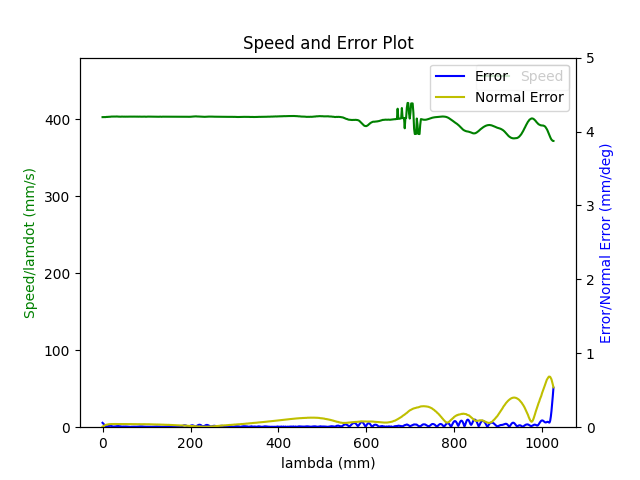 Speed and Error Plot
Error
Speed
Normal Error
Speed/lamdot (mm/s)
400
300
200
100
0
5
4
3
2
1
0
Error/Normal Error (mm/deg)
0 200 400 600 800 1000
lambda (mm)